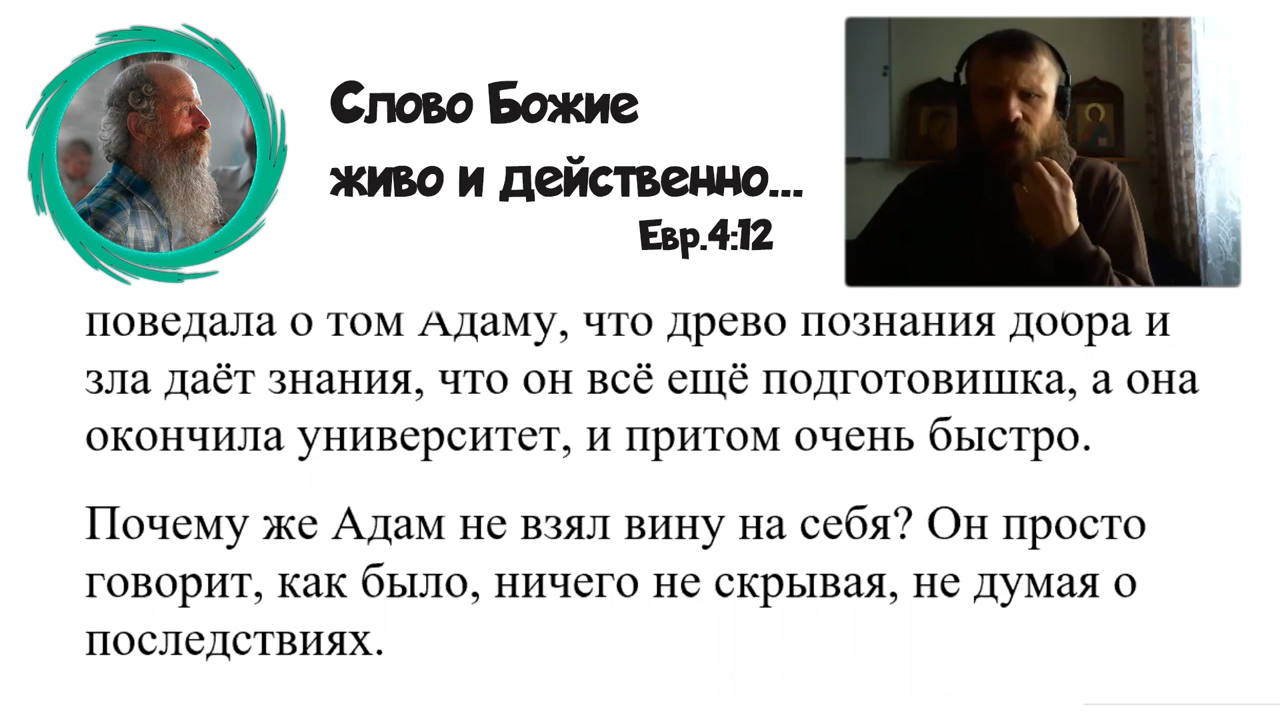 Слово Божие
живо и действенно...
Евр.4:12
поведала о том Адаму, что древо познания добра и
зла даёт знания, что он всё ещё подготовишка, а она
окончила университет, и притом очень быстро.
Почему же Адам не взял вину на себя? Он просто
говорит, как было, ничего не скрывая, не думая о
последствиях.